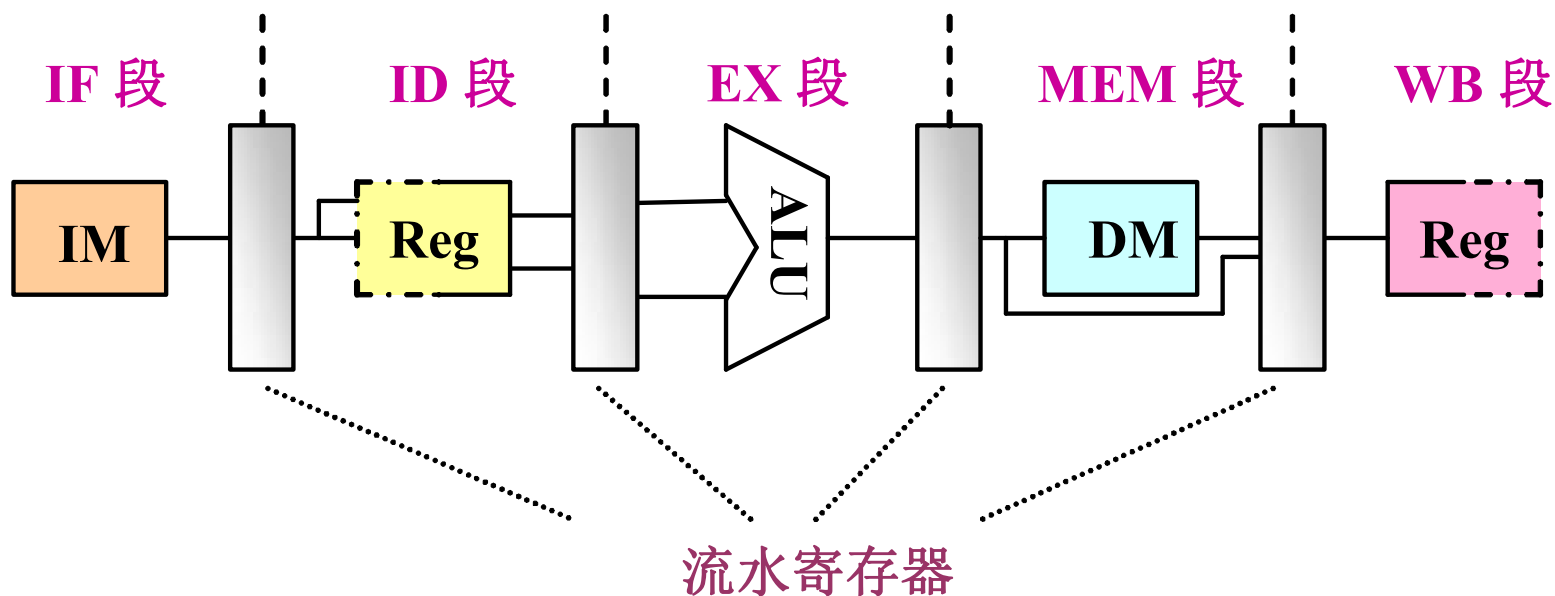 IF 段
ID 段
EX 段
MEM 段
WB 段
IM
Reg
ALU
DM
Reg
流水寄存器